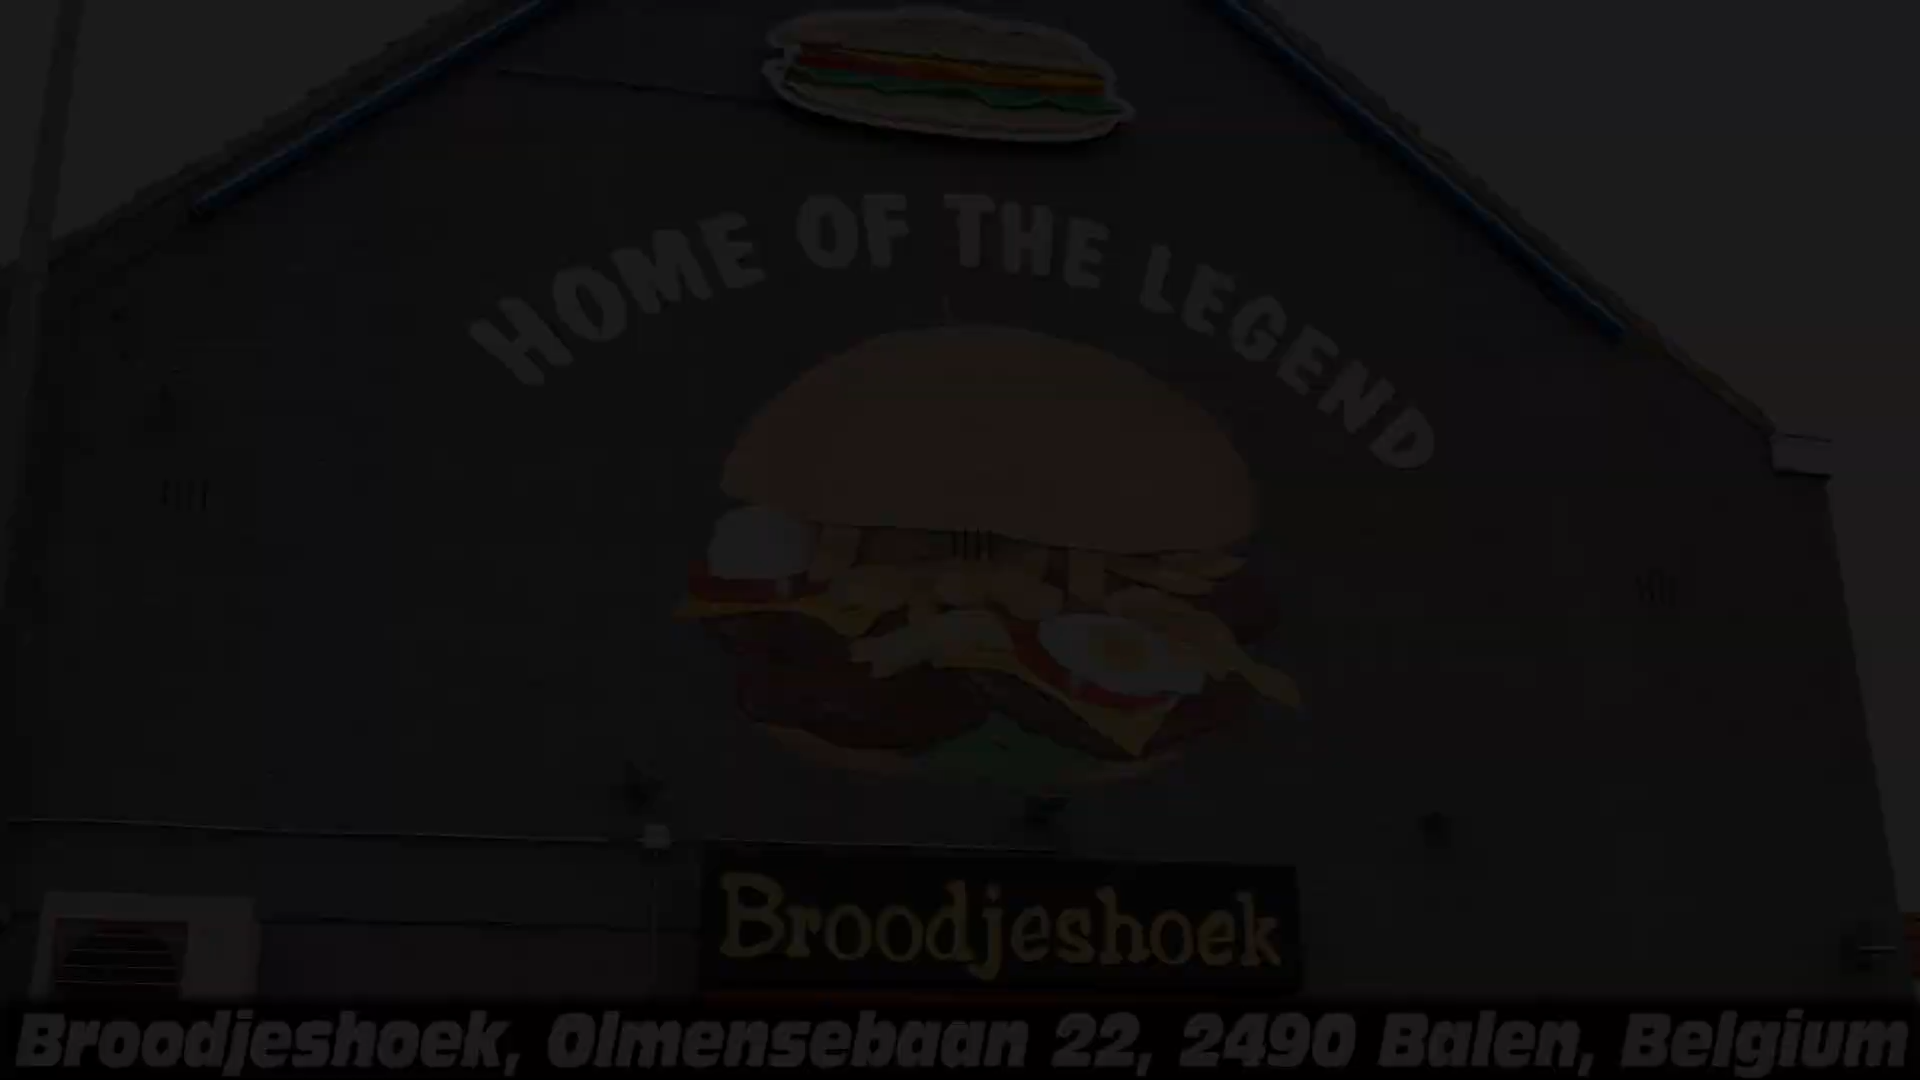 HOME OF THE LEGEND
Broodjeshoek
Broodjeshoek, Olmensebaan 22, 2490 Balen, Belgium